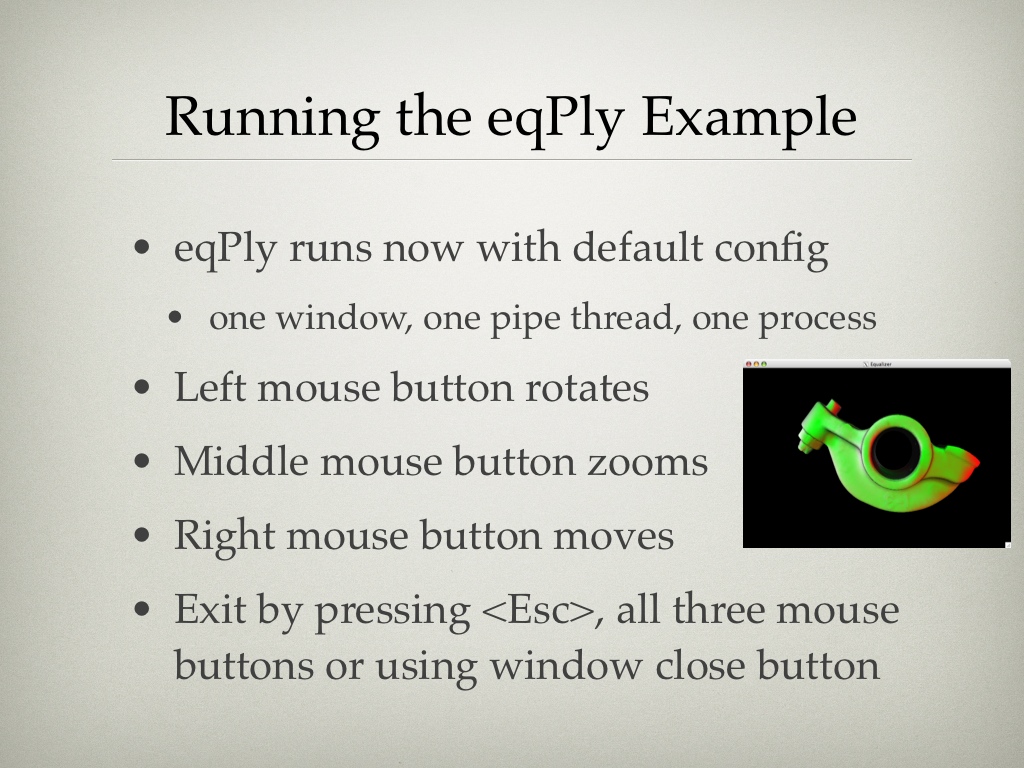 Running the eqPly Example
• eqPly runs now with default config
• one window, one pipe thread, one process
• Left mouse button rotates
• Middle mouse button zooms
• Right mouse button moves
• Exit by pressing <Esc>, all three mouse
buttons or using window close button
Equalizer